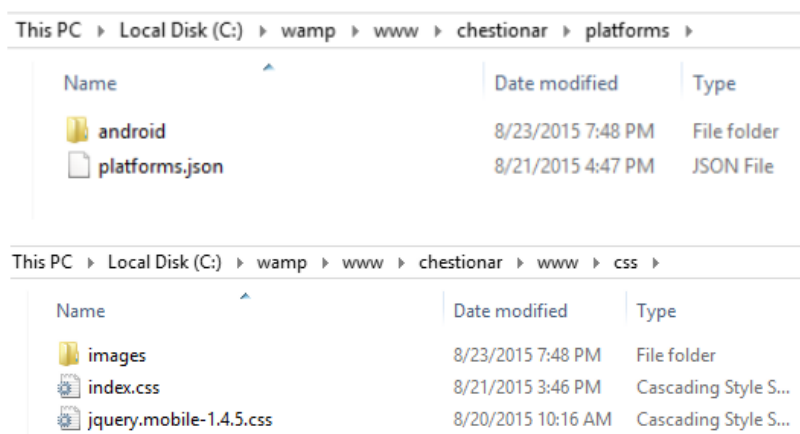 This PC ▸ Local Disk (C:) ▸ wamp ▸ www ▸ chestionar ▸ platforms ▸
Name Date modified Type
android 8/23/2015 7:48 PM File folder
platforms.json 8/21/2015 4:47 PM JSON File
This PC ▸ Local Disk (C:) ▸ wamp ▸ www ▸ chestionar ▸ www ▸ css ▸
Name Date modified Type
images 8/23/2015 7:48 PM File folder
index.css 8/21/2015 3:46 PM Cascading Style S...
jquery.mobile-1.4.5.css 8/20/2015 10:16 AM Cascading Style S...